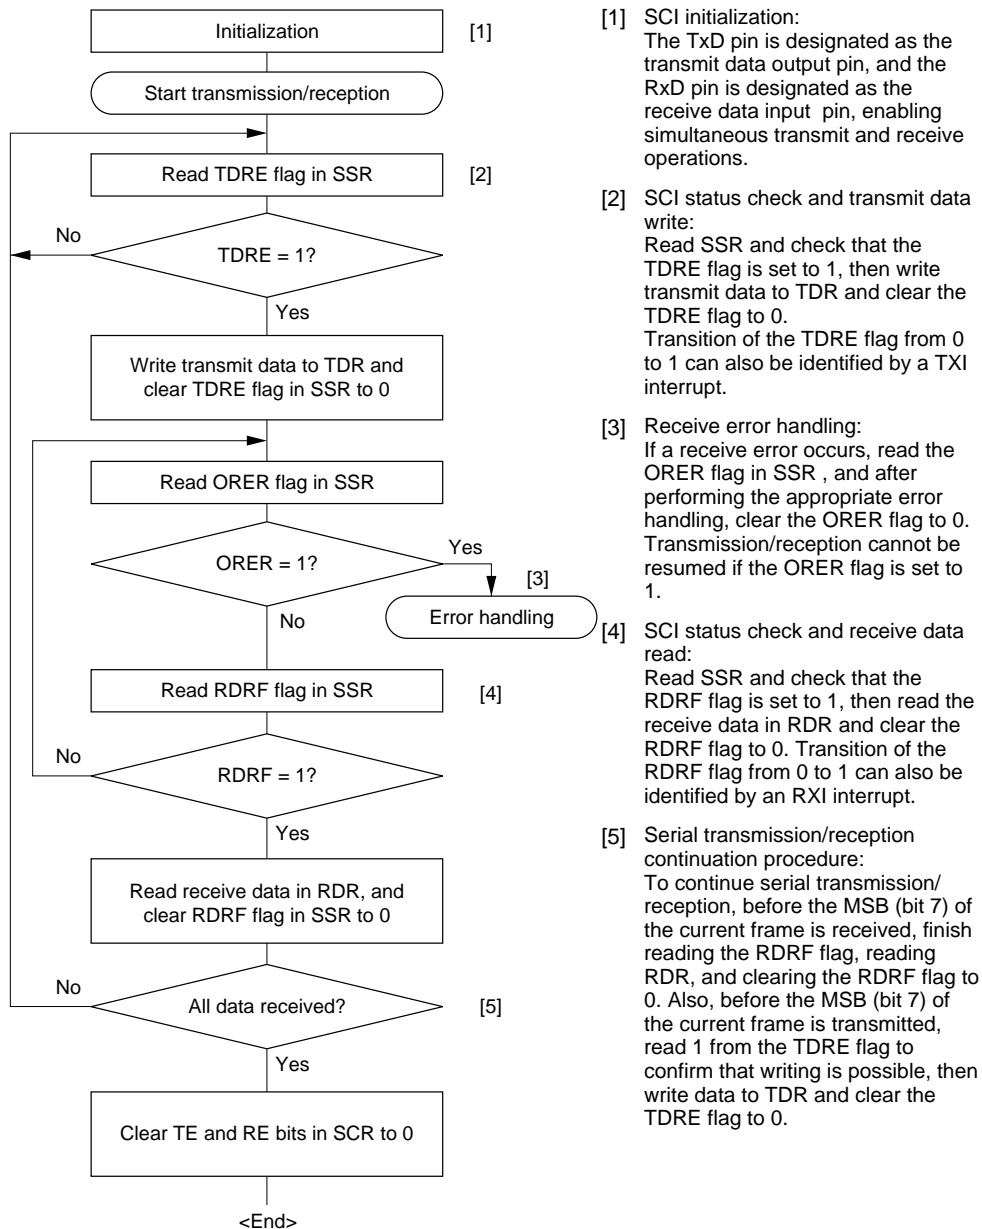 Initialization
[1]
Start transmission/reception
Read TDRE flag in SSR
[2]
No
TDRE = 1?
Yes
Write transmit data to TDR and
clear TDRE flag in SSR to 0
Read ORER flag in SSR
ORER = 1?
Yes
[3]
Error handling
No
Read RDRF flag in SSR
[4]
No
RDRF = 1?
Yes
Read receive data in RDR, and
clear RDRF flag in SSR to 0
No
All data received?
[5]
Yes
Clear TE and RE bits in SCR to 0
<End>
[1] SCI initialization:
The TxD pin is designated as the
transmit data output pin, and the
RxD pin is designated as the
receive data input pin, enabling
simultaneous transmit and receive
operations.
[2] SCI status check and transmit data
write:
Read SSR and check that the
TDRE flag is set to 1, then write
transmit data to TDR and clear the
TDRE flag to 0.
Transition of the TDRE flag from 0
to 1 can also be identified by a TXI
interrupt.
[3] Receive error handling:
If a receive error occurs, read the
ORER flag in SSR , and after
performing the appropriate error
handling, clear the ORER flag to 0.
Transmission/reception cannot be
resumed if the ORER flag is set to
1.
[4] SCI status check and receive data
read:
Read SSR and check that the
RDRF flag is set to 1, then read the
receive data in RDR and clear the
RDRF flag to 0. Transition of the
RDRF flag from 0 to 1 can also be
identified by an RXI interrupt.
[5] Serial transmission/reception
continuation procedure:
To continue serial transmission/
reception, before the MSB (bit 7) of
the current frame is received, finish
reading the RDRF flag, reading
RDR, and clearing the RDRF flag to
0. Also, before the MSB (bit 7) of
the current frame is transmitted,
read 1 from the TDRE flag to
confirm that writing is possible, then
write data to TDR and clear the
TDRE flag to 0.